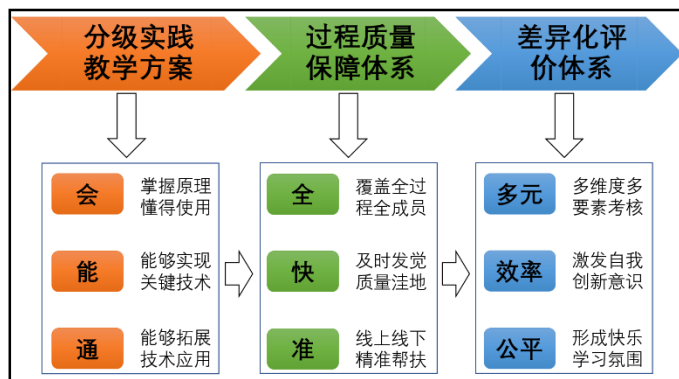 分级实践
教学方案
过程质量
保障体系
差异化评
价体系
会
掌握原理
懂得使用
能
能够实现
关键技术
通
能够拓展
技术应用
全
覆盖全过
程全成员
快
及时发觉
质量洼地
准
线上线下
精准帮扶
多元
多维度多
要素考核
效率
激发自我
创新意识
公平
形成快乐
学习氛围